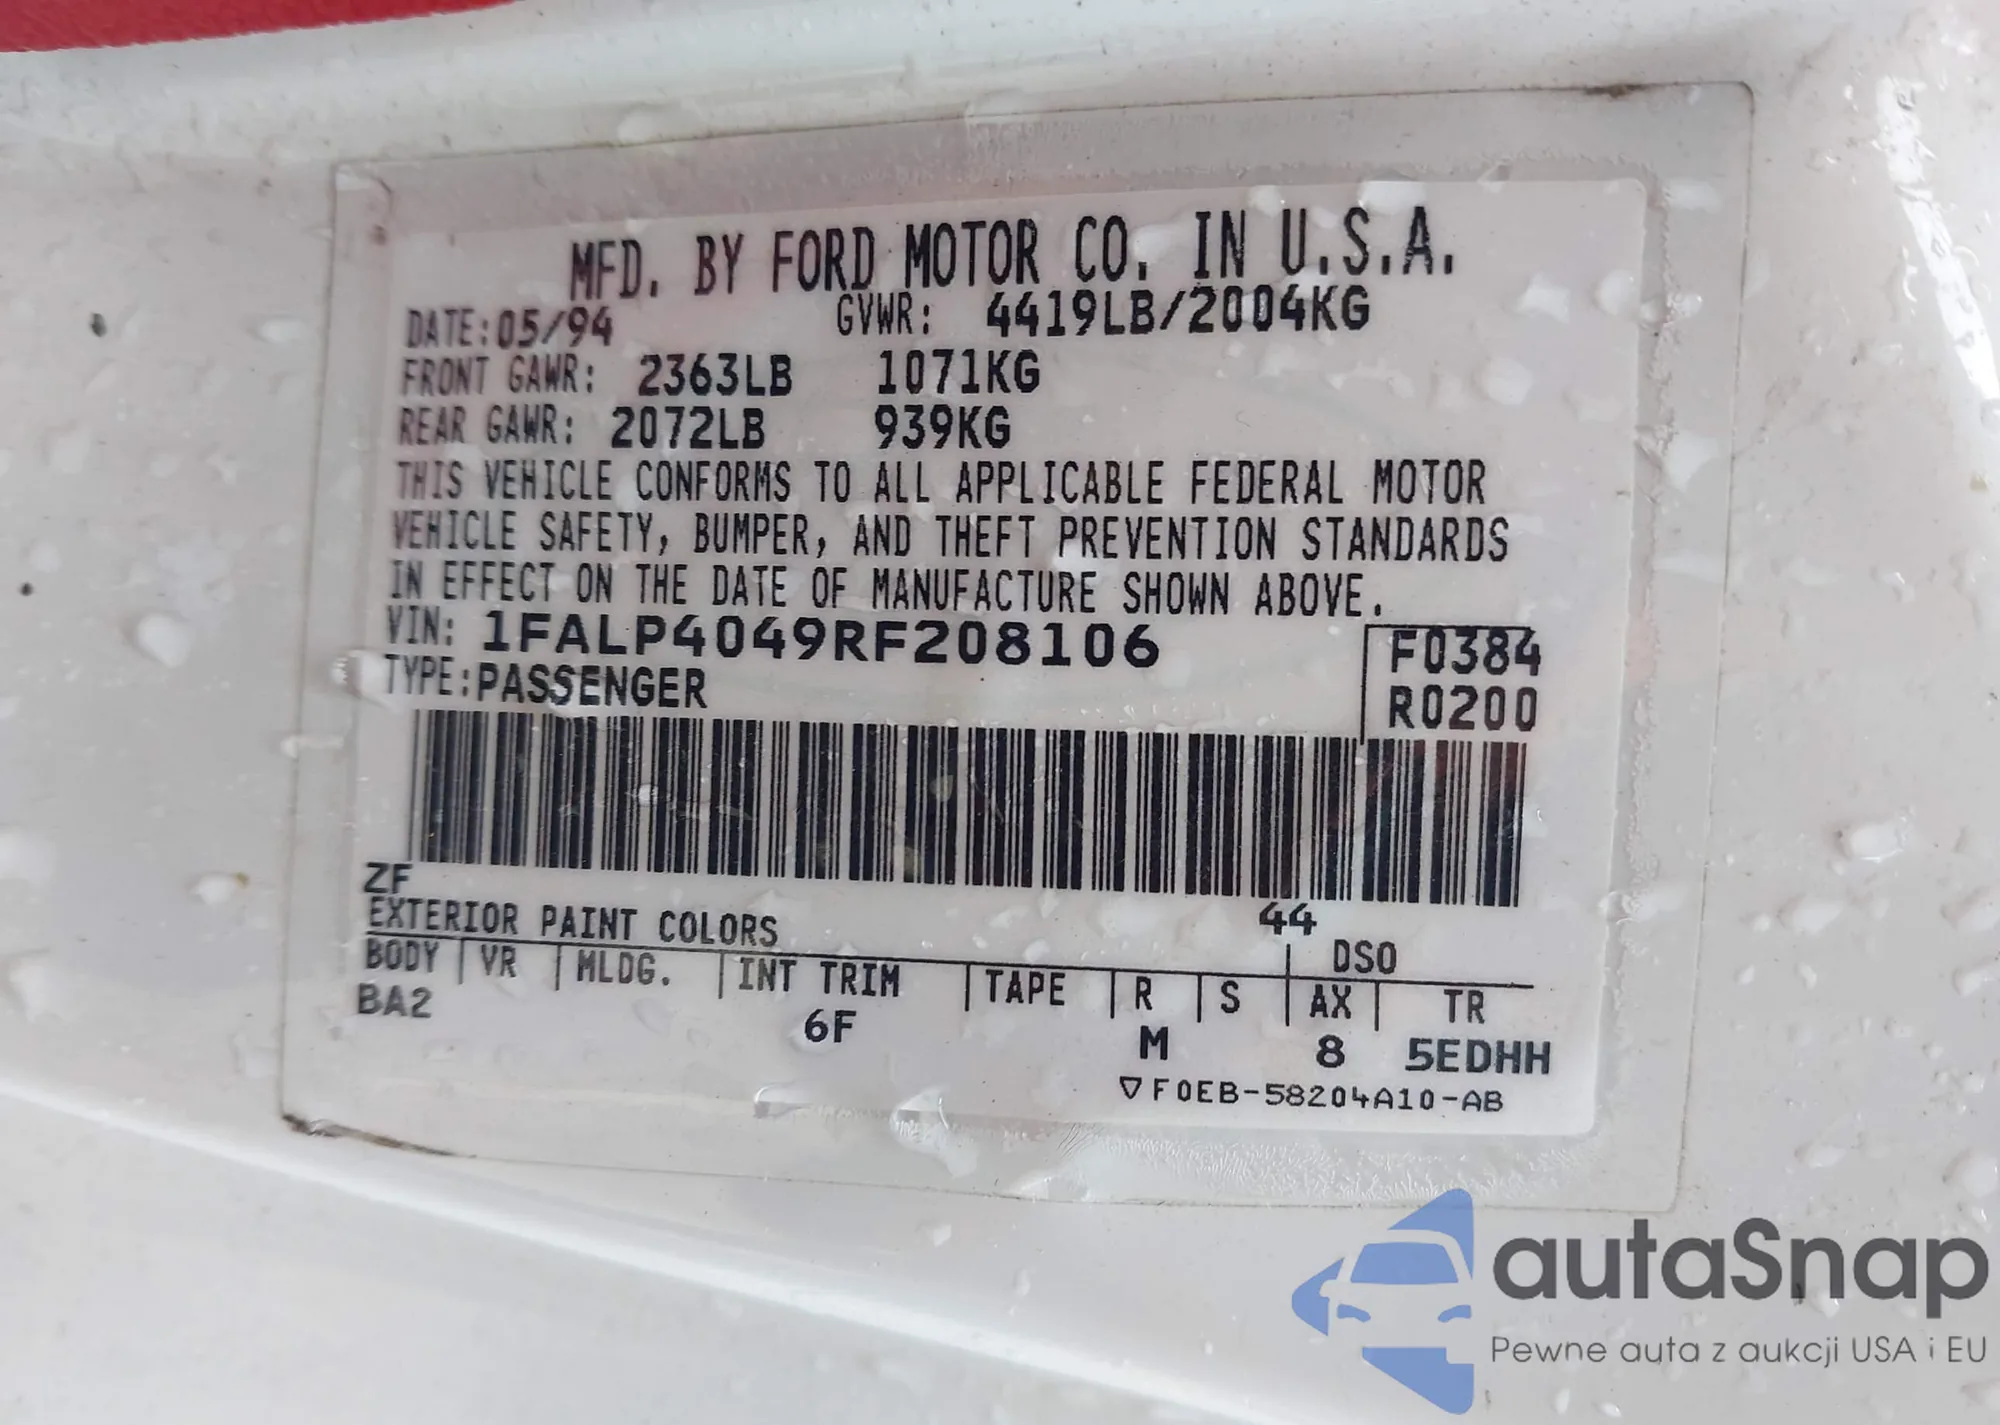 MFD. BY FORD MOTOR CO. IN U.S.A.
DATE:05/94 GVWR: 4419LB/2004KG
FRONT GAWR: 2363LB 1071KG
REAR GAWR: 2072LB 939KG
THIS VEHICLE CONFORMS TO ALL APPLICABLE FEDERAL MOTOR
VEHICLE SAFETY, BUMPER, AND THEFT PREVENTION STANDARDS
IN EFFECT ON THE DATE OF MANUFACTURE SHOWN ABOVE.
VIN: 1FALP4049RF208106 F0384
TYPE:PASSENGER R0200
ZF
EXTERIOR PAINT COLORS 44
DSO
BODY VR MLDG. INT TRIM TAPE R S AX TR
BA2 6F M 8 5EDHH
▽F0EB-58204A10-AB
autaSnap
Pewne auta z aukcji USA i EU